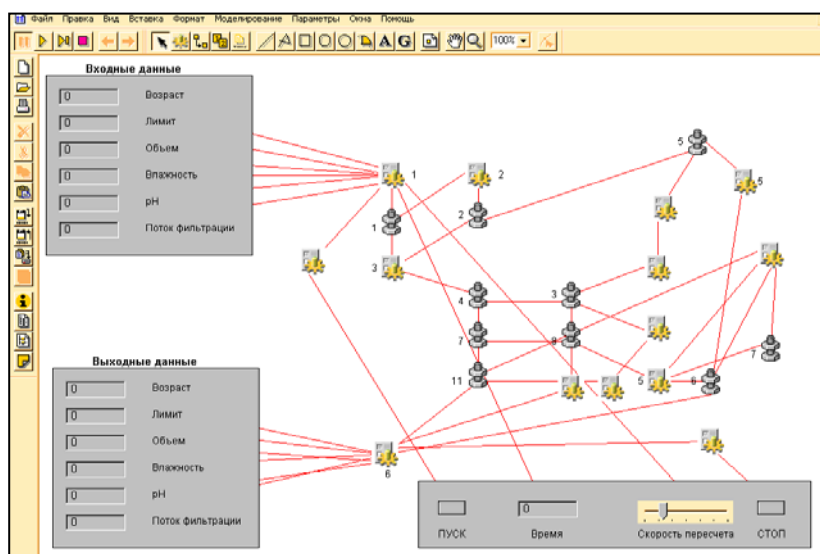 Файл Правка Вид Вставка Формат Моделирование Параметры Окна Помощь
100%
Входные данные
0 Возраст
0 Лимит
0 Объем
0 Влажность
0 pH
0 Поток фильтрации
1
2
5
5
1
2
3
4
3
7
9
11
5
6
7
6
Выходные данные
0 Возраст
0 Лимит
0 Объем
0 Влажность
0 pH
0 Поток фильтрации
0
ПУСК Время Скорость пересчета СТОП